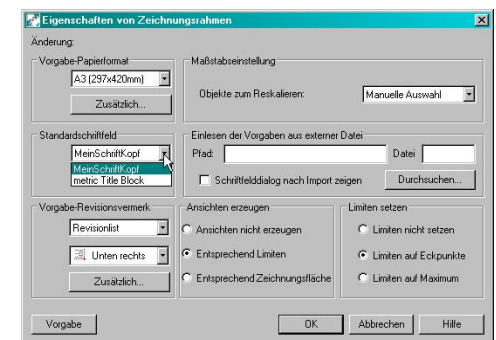 Eigenschaften von Zeichnungsrahmen
Änderung:
Vorgabe-Papierformat
A3 (297x420mm)
Zusätzlich...
Maßstabseinstellung
Objekte zum Reskalieren:
Manuelle Auswahl
Standardschriftfeld
MeinSchriftKopf
MeinSchriftKopf
metric Title Block
Einlesen der Vorgaben aus externer Datei
Pfad:
Datei
Schriftfelddialog nach Import zeigen
Durchsuchen...
Vorgabe-Revisionsvermerk
Revisionlist
Unten rechts
Zusätzlich...
Ansichten erzeugen
Ansichten nicht erzeugen
Entsprechend Limiten
Entsprechend Zeichnungsfläche
Limiten setzen
Limiten nicht setzen
Limiten auf Eckpunkte
Limiten auf Maximum
Vorgabe
OK
Abbrechen
Hilfe